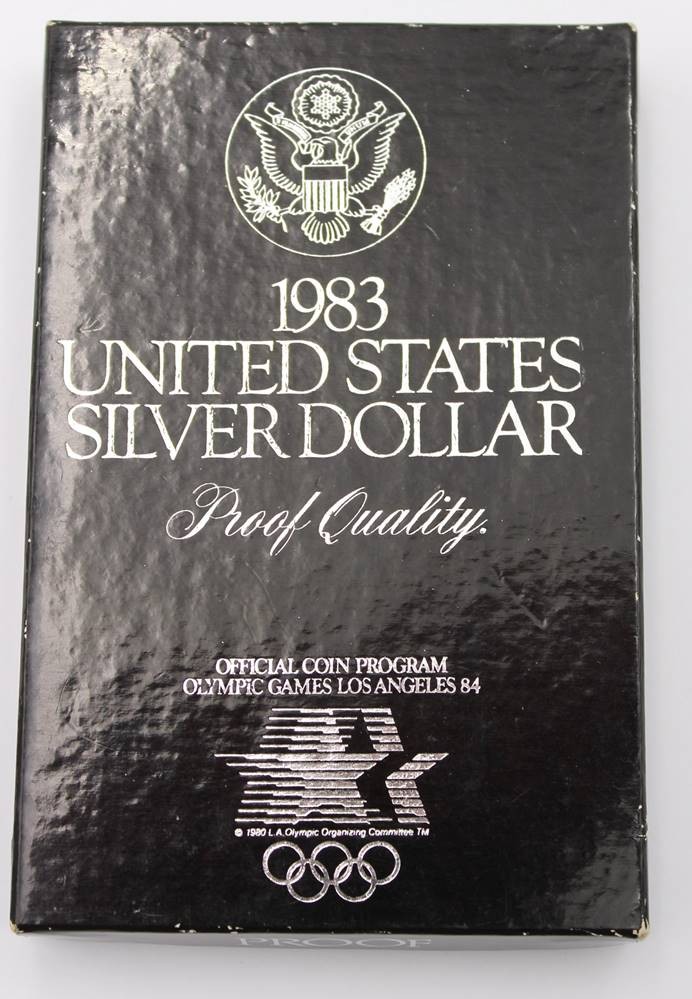 1983
UNITED STATES
SILVER DOLLAR
Proof Quality.
OFFICIAL COIN PROGRAM
OLYMPIC GAMES LOS ANGELES 84
© 1980 L.A. Olympic Organizing Committee TM
PROOF